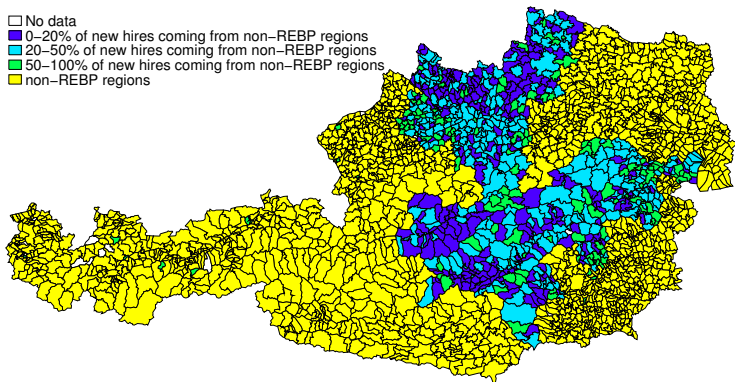 No data
0−20% of new hires coming from non−REBP regions
20−50% of new hires coming from non−REBP regions
50−100% of new hires coming from non−REBP regions
non−REBP regions